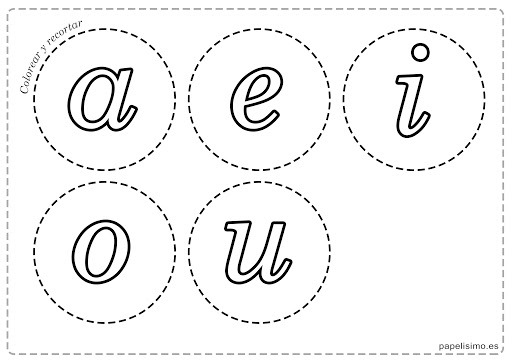 Colorear y recortar
a e i
o u
papelisimo.es